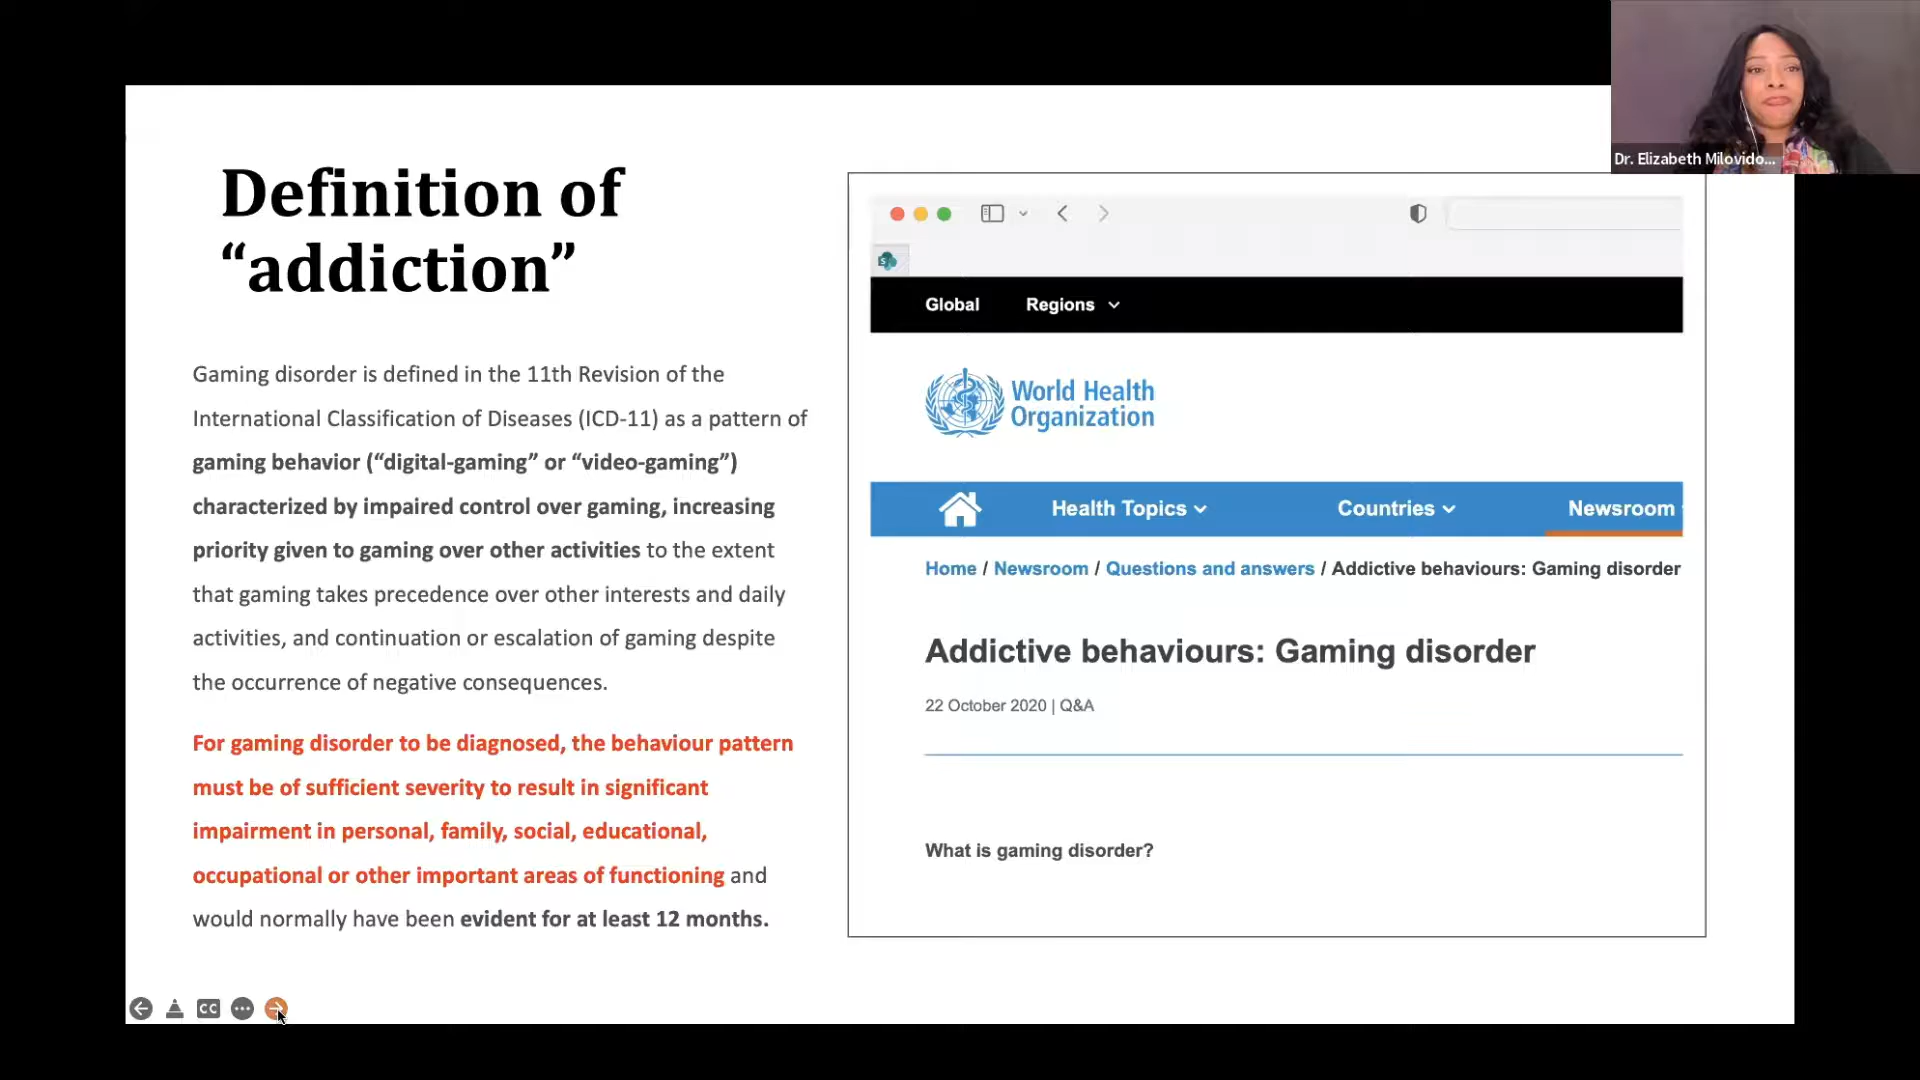 Dr. Elizabeth Milovido...
Definition of
“addiction”
Gaming disorder is defined in the 11th Revision of the
International Classification of Diseases (ICD-11) as a pattern of
gaming behavior (“digital-gaming” or “video-gaming”)
characterized by impaired control over gaming, increasing
priority given to gaming over other activities to the extent
that gaming takes precedence over other interests and daily
activities, and continuation or escalation of gaming despite
the occurrence of negative consequences.
For gaming disorder to be diagnosed, the behaviour pattern
must be of sufficient severity to result in significant
impairment in personal, family, social, educational,
occupational or other important areas of functioning and
would normally have been evident for at least 12 months.
Global Regions
World Health
Organization
Health Topics Countries Newsroom
Home / Newsroom / Questions and answers / Addictive behaviours: Gaming disorder
Addictive behaviours: Gaming disorder
22 October 2020 | Q&A
What is gaming disorder?
CC